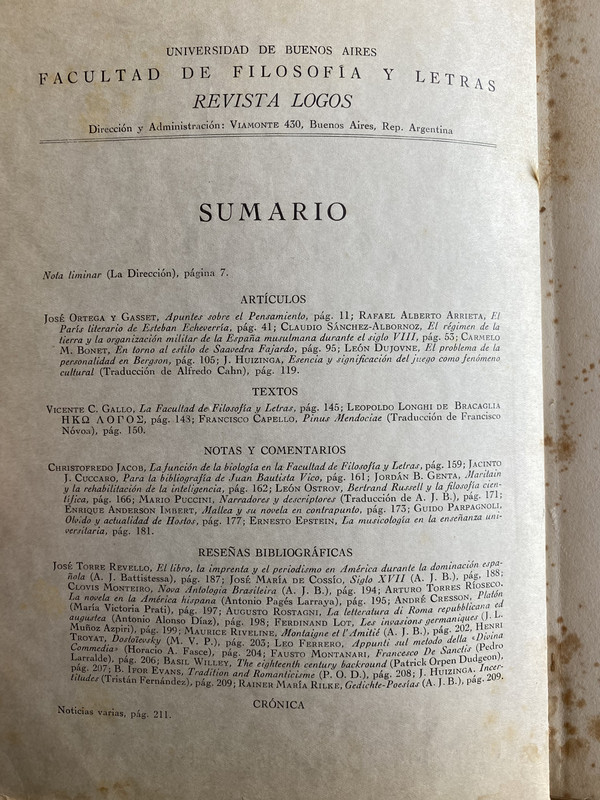 UNIVERSIDAD DE BUENOS AIRES
FACULTAD DE FILOSOFÍA Y LETRAS
REVISTA LOGOS
Dirección y Administración: VIAMONTE 430, Buenos Aires, Rep. Argentina
SUMARIO
Nota liminar (La Dirección), página 7.
ARTÍCULOS
JOSÉ ORTEGA Y GASSET, Apuntes sobre el Pensamiento, pág. 11; RAFAEL ALBERTO ARRIETA, El
París literario de Esteban Echeverría, pág. 41; CLAUDIO SÁNCHEZ-ALBORNOZ, El régimen de la
tierra y la organización militar de la España musulmana durante el siglo VIII, pág. 53; CARMELO
M. BONET, En torno al estilo de Saavedra Fajardo, pág. 95; LEÓN DUJOVNE, El problema de la
personalidad en Bergson, pág. 105; J. HUIZINGA, Esencia y significación del juego como fenómeno
cultural (Traducción de Alfredo Cahn), pág. 119.
TEXTOS
VICENTE C. GALLO, La Facultad de Filosofía y Letras, pág. 145; LEOPOLDO LONGHI DE BRACAGLIA
ΗΚΩ ΛΟΓΟΣ, pág. 143; FRANCISCO CAPELLO, Pinus Mendociae (Traducción de Francisco
Nóvoa), pág. 150.
NOTAS Y COMENTARIOS
CHRISTOFREDO JACOB, La función de la biología en la Facultad de Filosofía y Letras, pág. 159; JACINTO
J. CUCCARO, Para la bibliografía de Juan Bautista Vico, pág. 161; JORDÁN B. GENTA, Maritain
y la rehabilitación de la inteligencia, pág. 162; LEÓN OSTROV, Bertrand Russell y la filosofía cien-
tífica, pág. 166; MARIO PUCCINI, Narradores y descriptores (Traducción de A. J. B.), pág. 171;
ENRIQUE ANDERSON IMBERT, Mallea y su novela en contrapunto, pág. 173; GUIDO PARPAGNOLI,
Olvido y actualidad de Hostos, pág. 177; ERNESTO EPSTEIN, La musicología en la enseñanza uni-
versitaria, pág. 181.
RESEÑAS BIBLIOGRÁFICAS
JOSÉ TORRE REVELLO, El libro, la imprenta y el periodismo en América durante la dominación espa-
ñola (A. J. Battistessa), pág. 187; JOSÉ MARÍA DE COSSÍO, Siglo XVII (A. J. B.), pág. 188;
CLOVIS MONTEIRO, Nova Antologia Brasileira (A. J. B.), pág. 194; ARTURO TORRES RÍOSECO,
La novela en la América hispana (Antonio Pagés Larraya), pág. 195; ANDRÉ CRESSON, Platón
(María Victoria Prati), pág. 197; AUGUSTO ROSTAGNI, La letteratura di Roma repubblicana ed
augustea (Antonio Alonso Díaz), pág. 198; FERDINAND LOT, Les invasions germaniques (J. L.
Muñoz Azpiri), pág. 199; MAURICE RIVELINE, Montaigne et l'Amitié (A. J. B.), pág. 202, HENRI
TROYAT, Dostoïevsky (M. V. P.), pág. 203; LEO FERRERO, Appunti sul metodo della «Divina
Commedia» (Horacio A. Fasce), pág. 204; FAUSTO MONTANARI, Francesco De Sanctis (Pedro
Larralde), pág. 206; BASIL WILLEY, The eighteenth century backround (Patrick Orpen Dudgeon),
pág. 207; B. IFOR EVANS, Tradition and Romanticisme (P. O. D.), pág. 208; J. HUIZINGA. Incer-
titudes (Tristán Fernández), pág. 209; RAINER MARÍA RILKE, Gedichte-Poesías (A. J. B.), pág. 209.
CRÓNICA
Noticias varias, pág. 211.